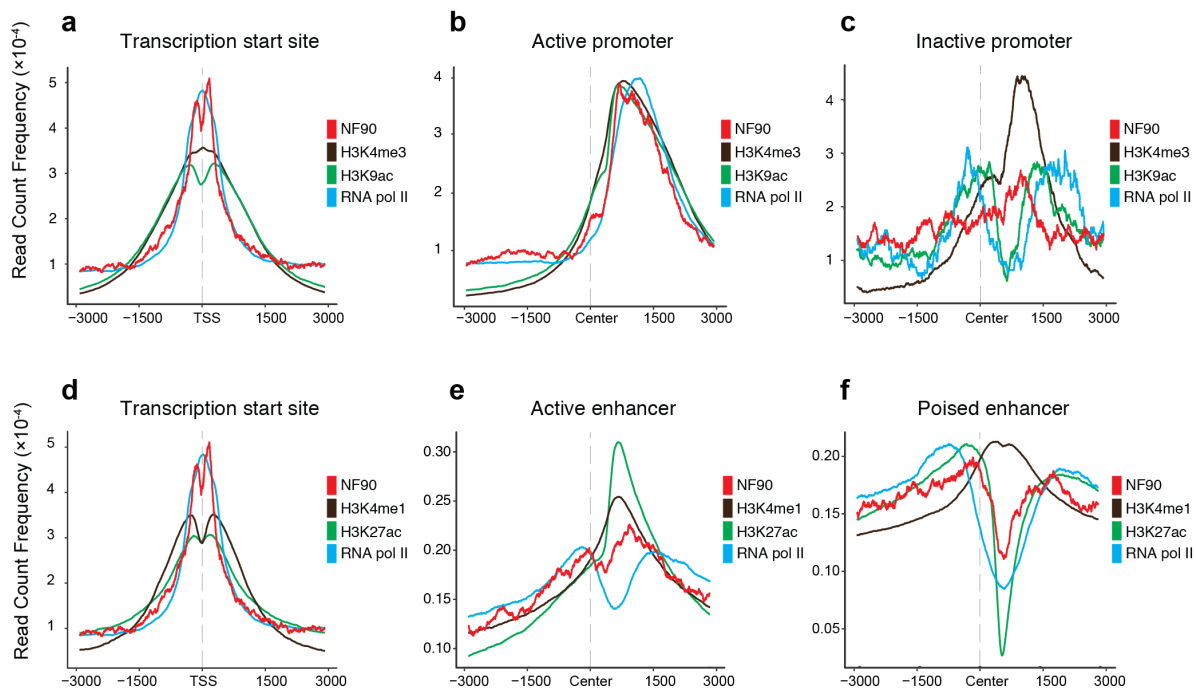 a
Transcription start site
Read Count Frequency (×10⁻⁴)
5
4
3
2
1
−3000
−1500
TSS
1500
3000
NF90
H3K4me3
H3K9ac
RNA pol II
b
Active promoter
4
3
2
1
−3000
−1500
Center
1500
3000
NF90
H3K4me3
H3K9ac
RNA pol II
c
Inactive promoter
4
3
2
1
−3000
−1500
Center
1500
3000
NF90
H3K4me3
H3K9ac
RNA pol II
d
Transcription start site
Read Count Frequency (×10⁻⁴)
5
4
3
2
1
−3000
−1500
TSS
1500
3000
NF90
H3K4me1
H3K27ac
RNA pol II
e
Active enhancer
0.30
0.25
0.20
0.15
0.10
−3000
−1500
Center
1500
3000
NF90
H3K4me1
H3K27ac
RNA pol II
f
Poised enhancer
0.20
0.15
0.10
0.05
−3000
−1500
Center
1500
3000
NF90
H3K4me1
H3K27ac
RNA pol II